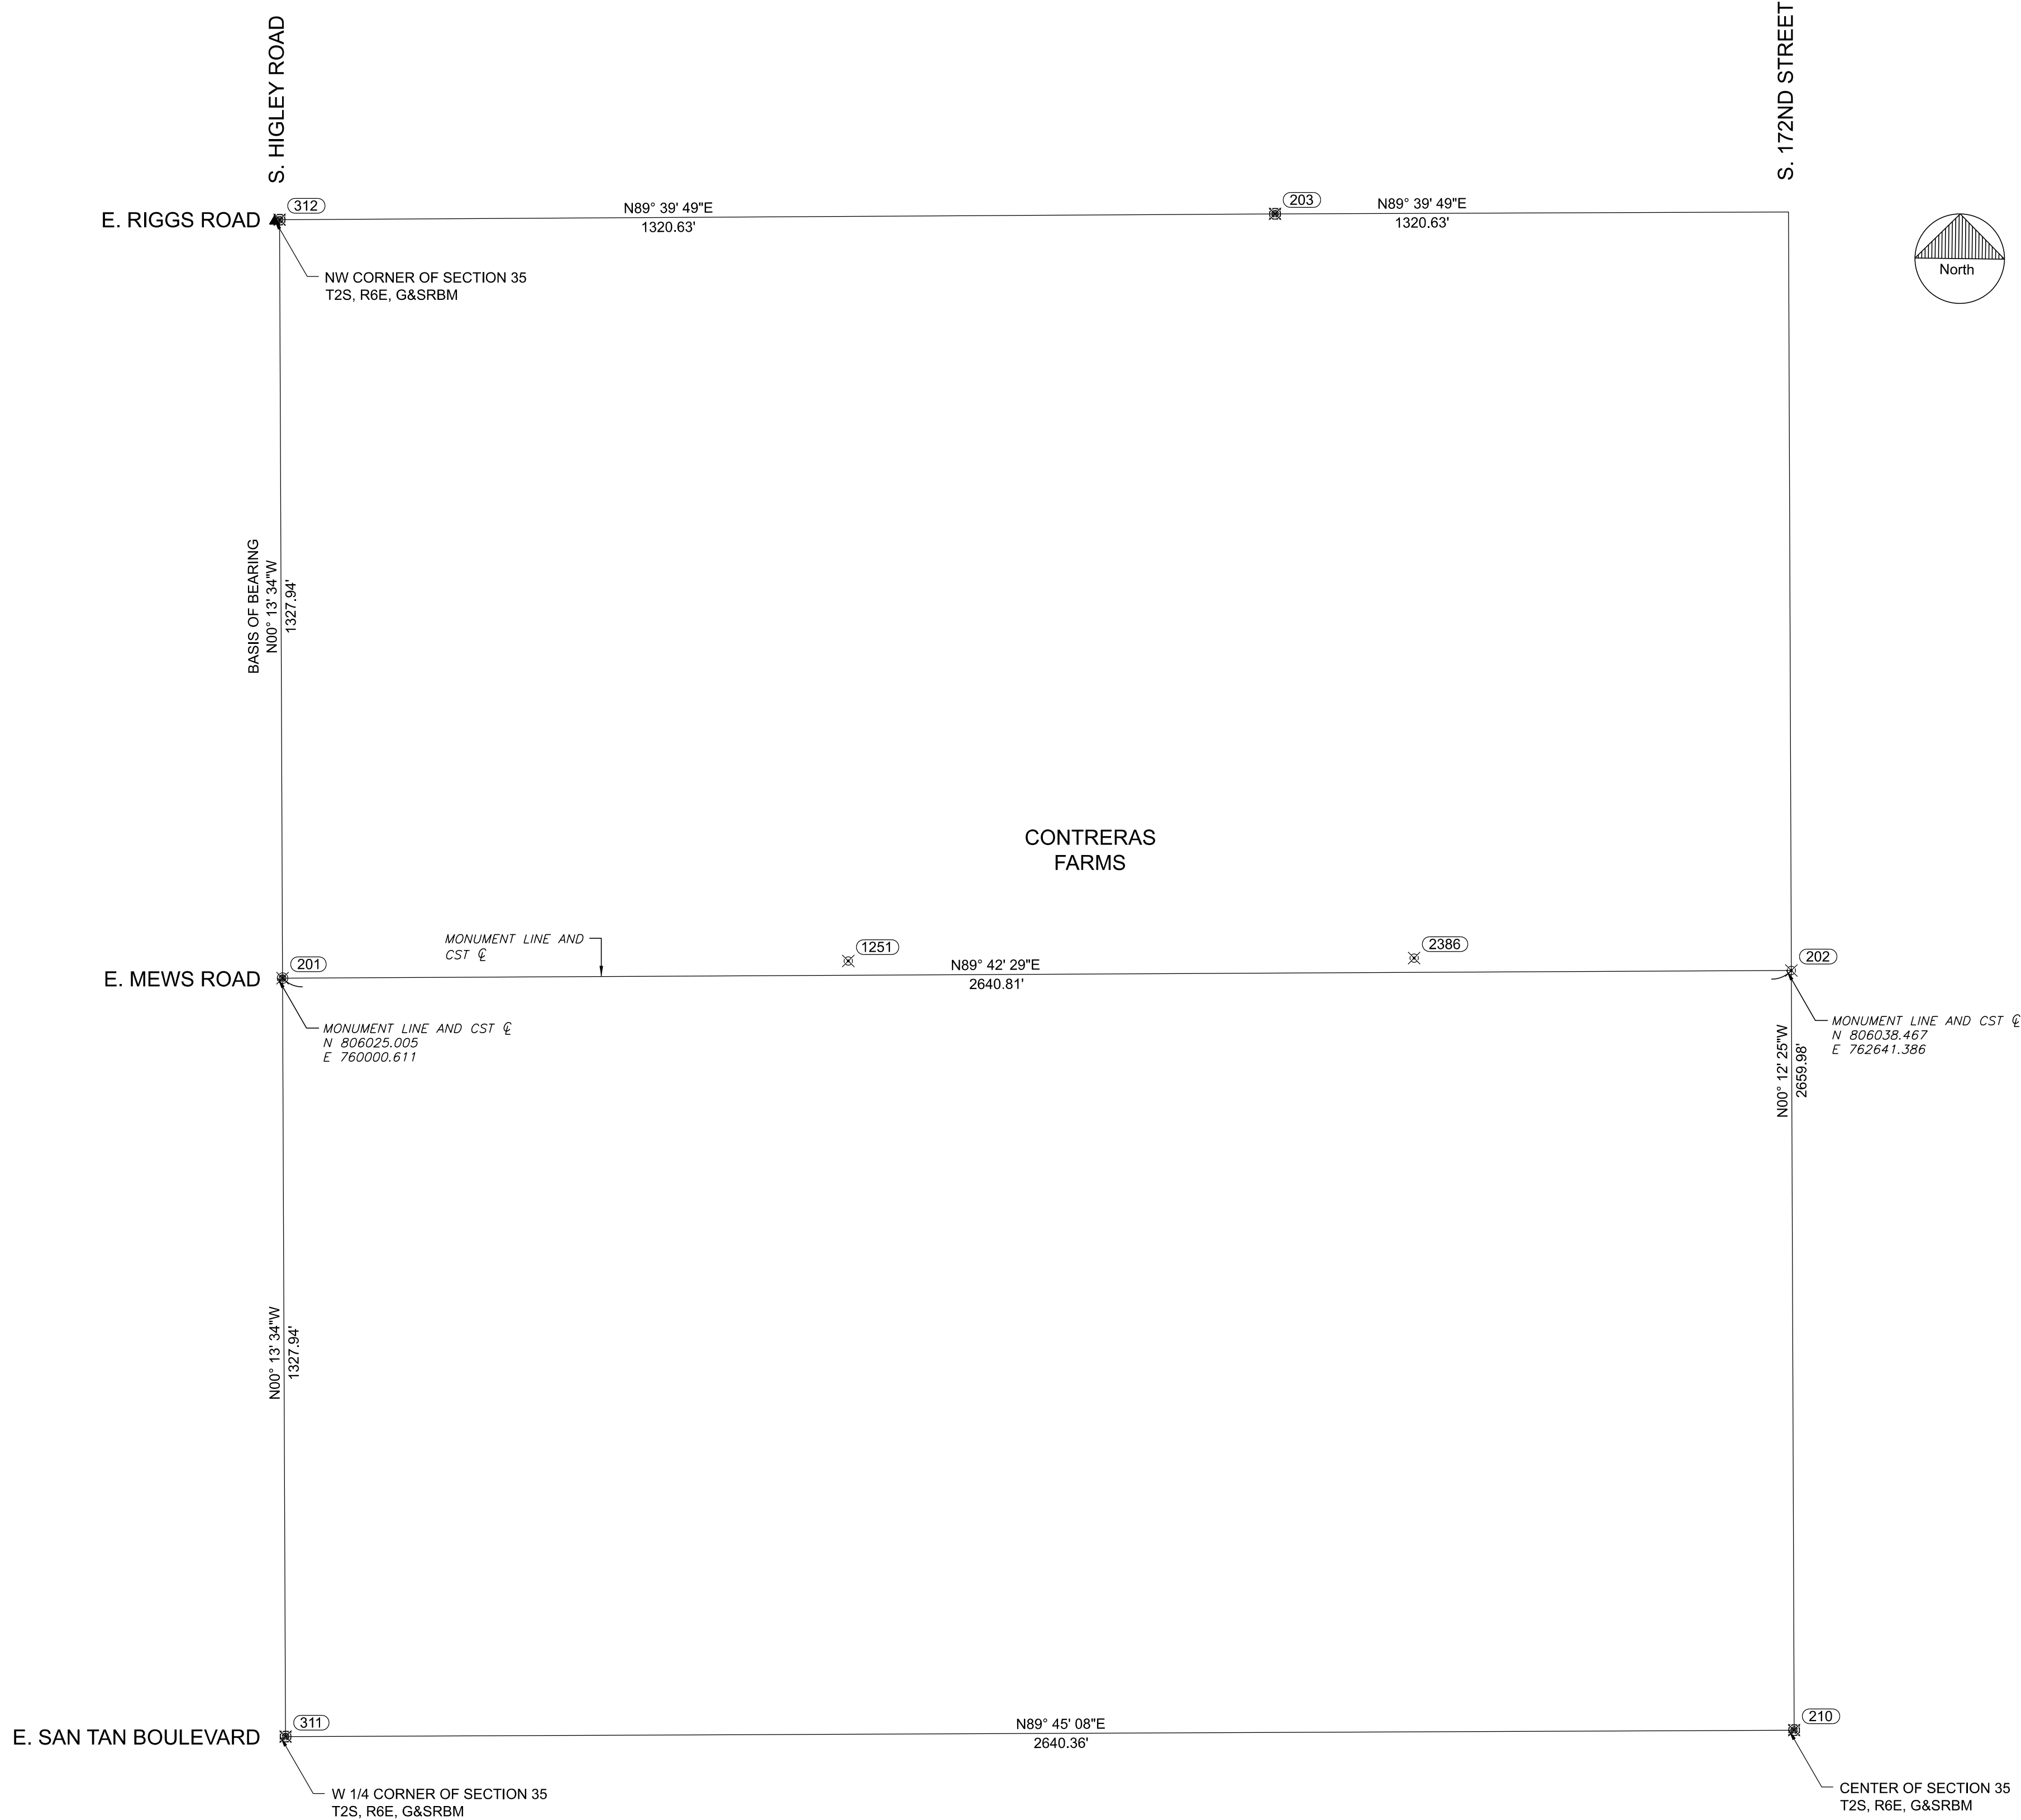 S. HIGLEY ROAD
S. 172ND STREET
312
203
E. RIGGS ROAD
N89° 39' 49"E
1320.63'
N89° 39' 49"E
1320.63'
NW CORNER OF SECTION 35
T2S, R6E, G&SRBM
North
BASIS OF BEARING
N00° 13' 34"W
1327.94'
CONTRERAS
FARMS
MONUMENT LINE AND
CST ℄
1251
2386
201
202
E. MEWS ROAD
N89° 42' 29"E
2640.81'
MONUMENT LINE AND CST ℄
N 806025.005
E 760000.611
MONUMENT LINE AND CST ℄
N 806038.467
E 762641.386
N00° 12' 25"W
2659.98'
N00° 13' 34"W
1327.94'
311
210
E. SAN TAN BOULEVARD
N89° 45' 08"E
2640.36'
W 1/4 CORNER OF SECTION 35
T2S, R6E, G&SRBM
CENTER OF SECTION 35
T2S, R6E, G&SRBM